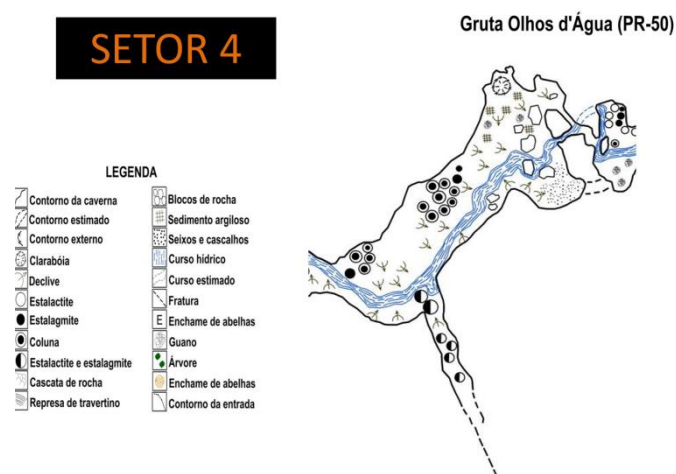 SETOR 4
Gruta Olhos d'Água (PR-50)
LEGENDA
Contorno da caverna
Contorno estimado
Contorno externo
Clarabóia
Declive
Estalactite
Estalagmite
Coluna
Estalactite e estalagmite
Cascata de rocha
Represa de travertino
Blocos de rocha
Sedimento argiloso
Seixos e cascalhos
Curso hídrico
Curso estimado
Fratura
E Enchame de abelhas
Guano
Árvore
Enchame de abelhas
Contorno da entrada